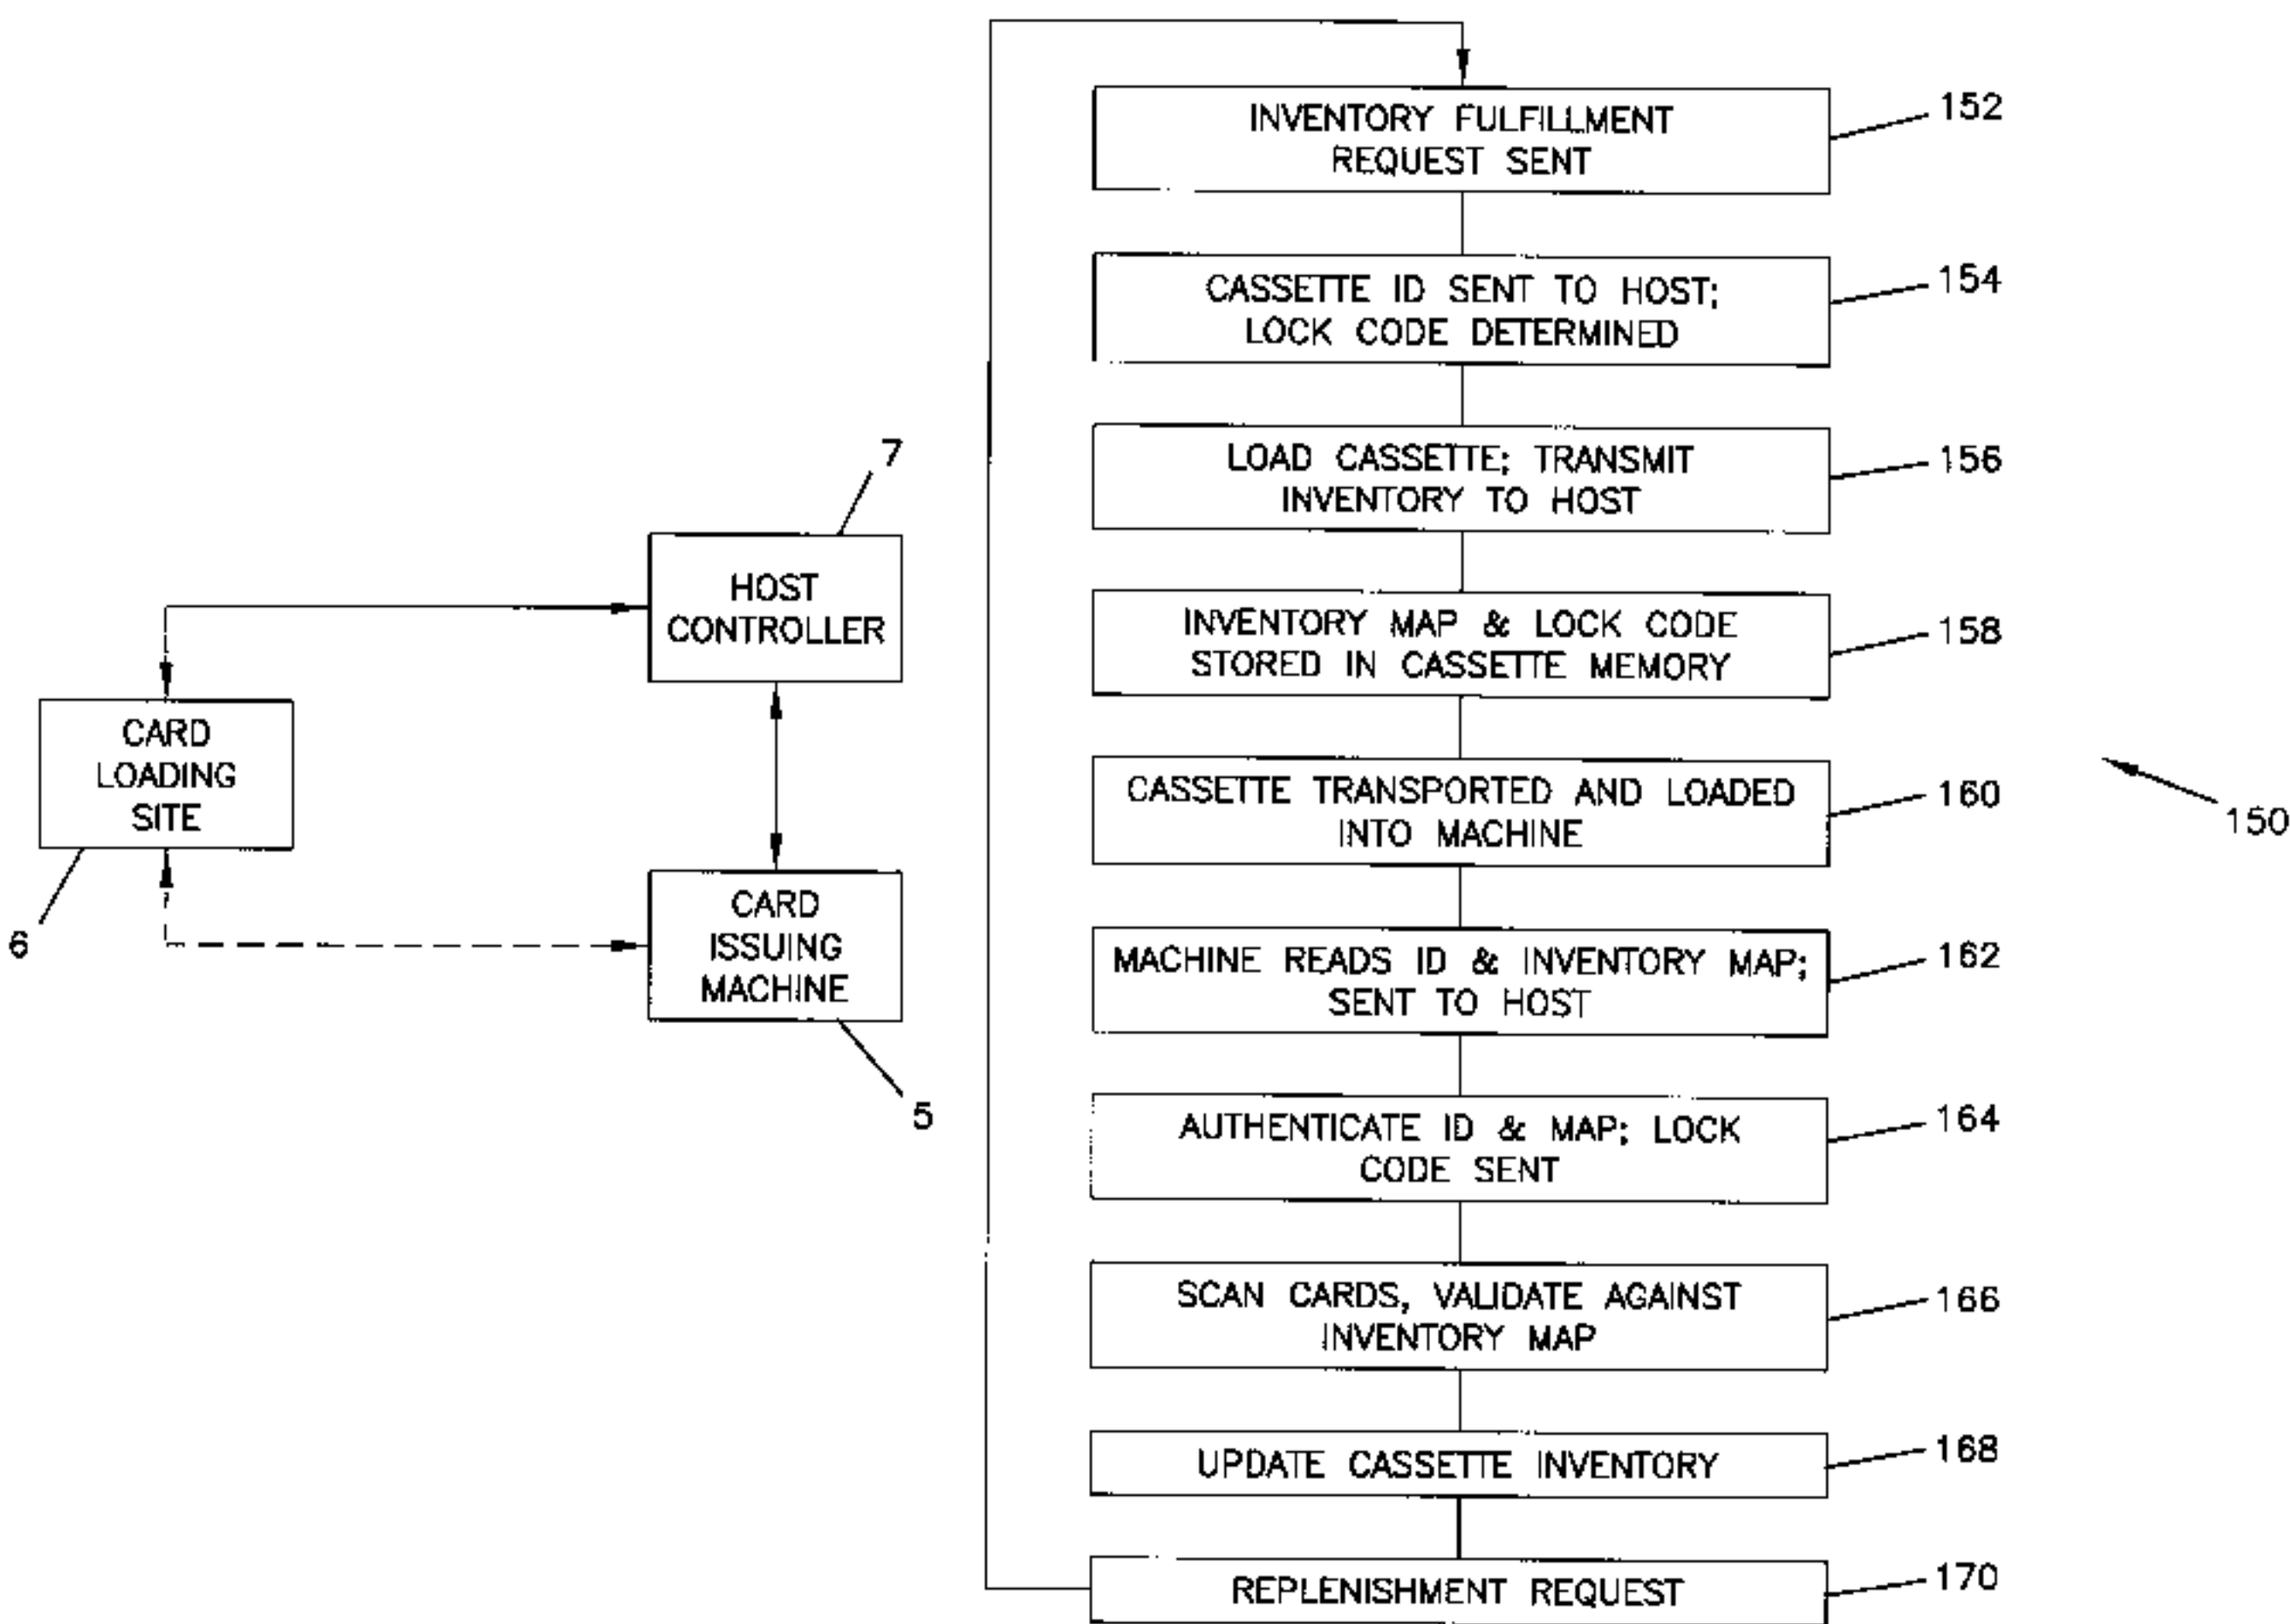 7
HOST
CONTROLLER
CARD
LOADING
SITE
6
CARD
ISSUING
MACHINE
5
INVENTORY FULFILLMENT
REQUEST SENT
152
CASSETTE ID SENT TO HOST;
LOCK CODE DETERMINED
154
LOAD CASSETTE; TRANSMIT
INVENTORY TO HOST
156
INVENTORY MAP & LOCK CODE
STORED IN CASSETTE MEMORY
158
CASSETTE TRANSPORTED AND LOADED
INTO MACHINE
160
MACHINE READS ID & INVENTORY MAP;
SENT TO HOST
162
AUTHENTICATE ID & MAP; LOCK
CODE SENT
164
SCAN CARDS, VALIDATE AGAINST
INVENTORY MAP
166
UPDATE CASSETTE INVENTORY
168
REPLENISHMENT REQUEST
170
150